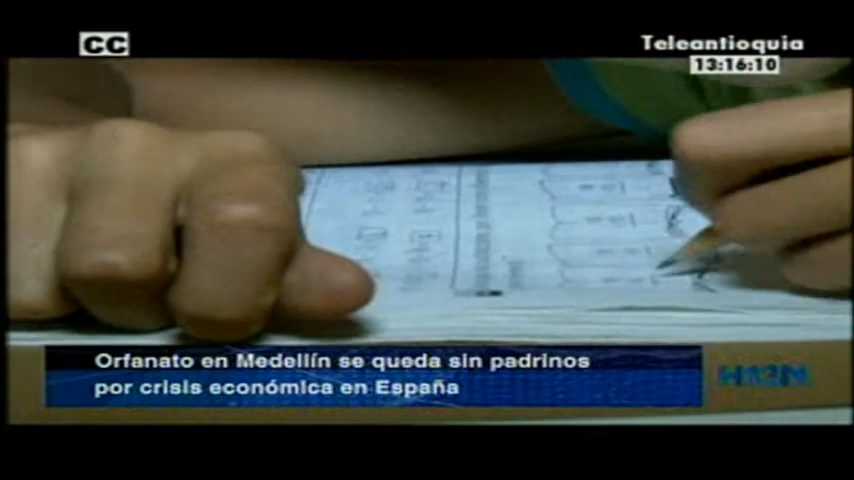 CC
Teleantioquia
13:16:10
Orfanato en Medellín se queda sin padrinos
por crisis económica en España
H13N